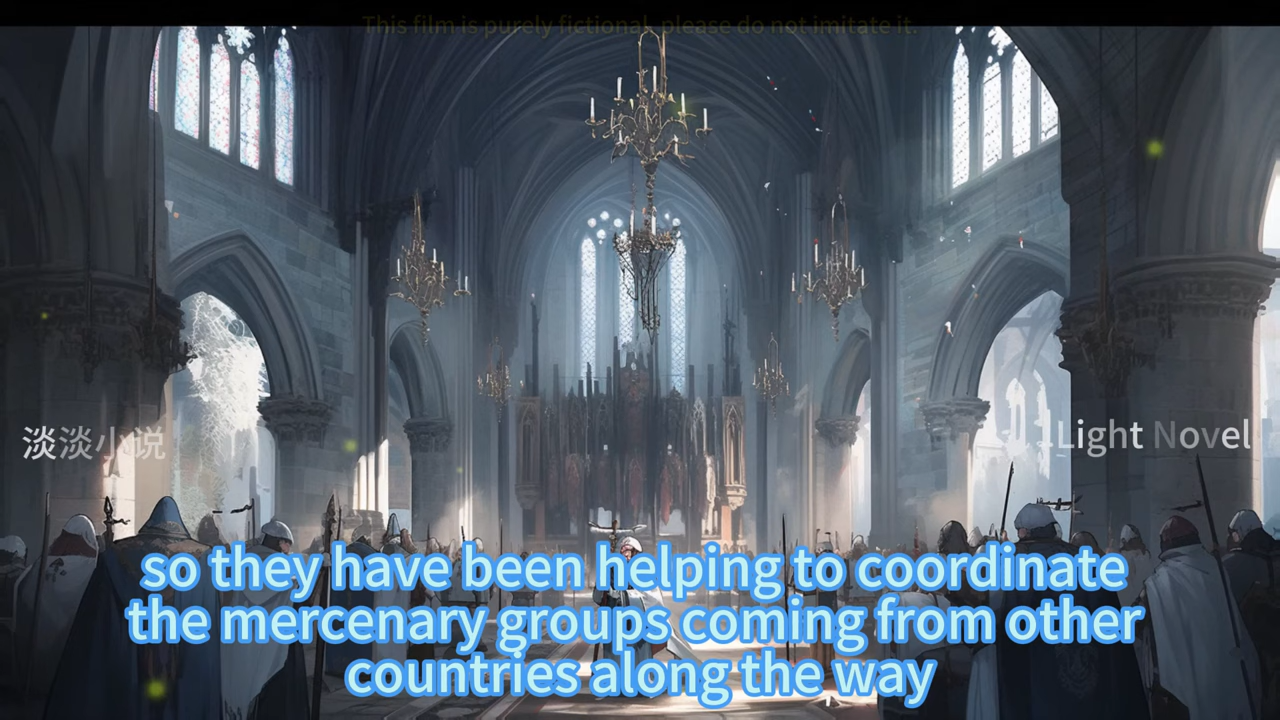 This film is purely fictional, please do not imitate it.
淡淡小说
Light Novel
so they have been helping to coordinate
the mercenary groups coming from other
countries along the way